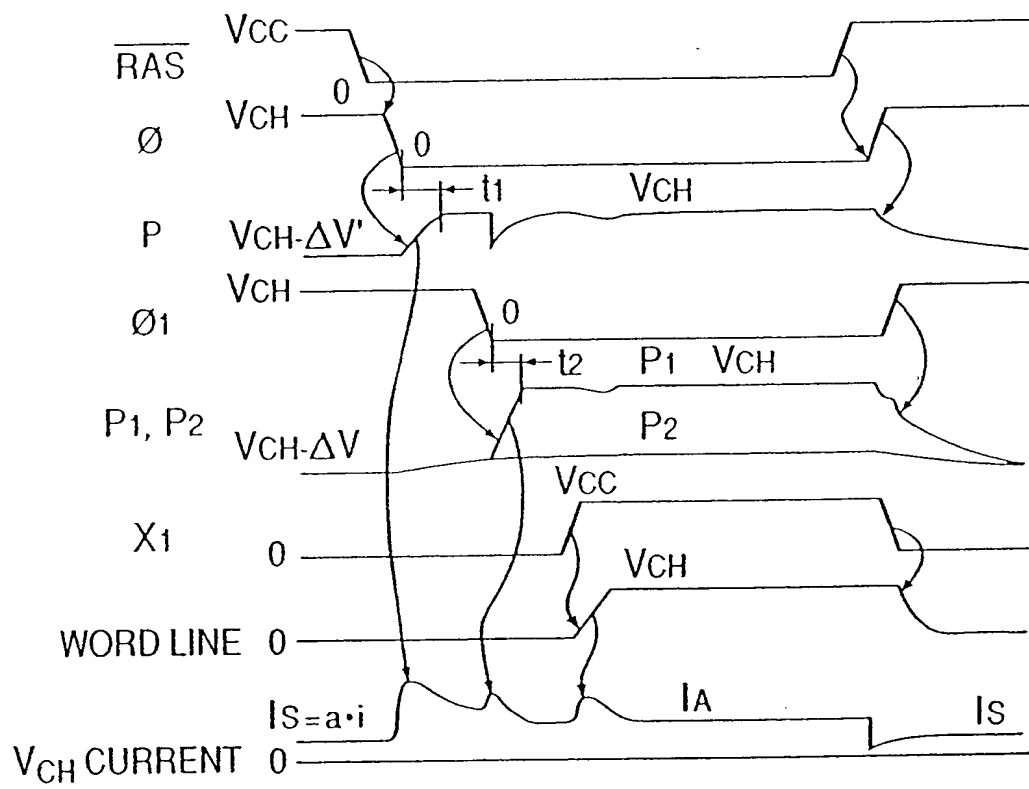 VCC
RAS
0
VCH
Ø
0
t1
VCH
P
VCH-ΔV'
VCH
Ø1
0
t2
P1 VCH
P1, P2
P2
VCH-ΔV
VCC
X1
0
VCH
WORD LINE 0
IS=a•i
IA
IS
VCH CURRENT 0